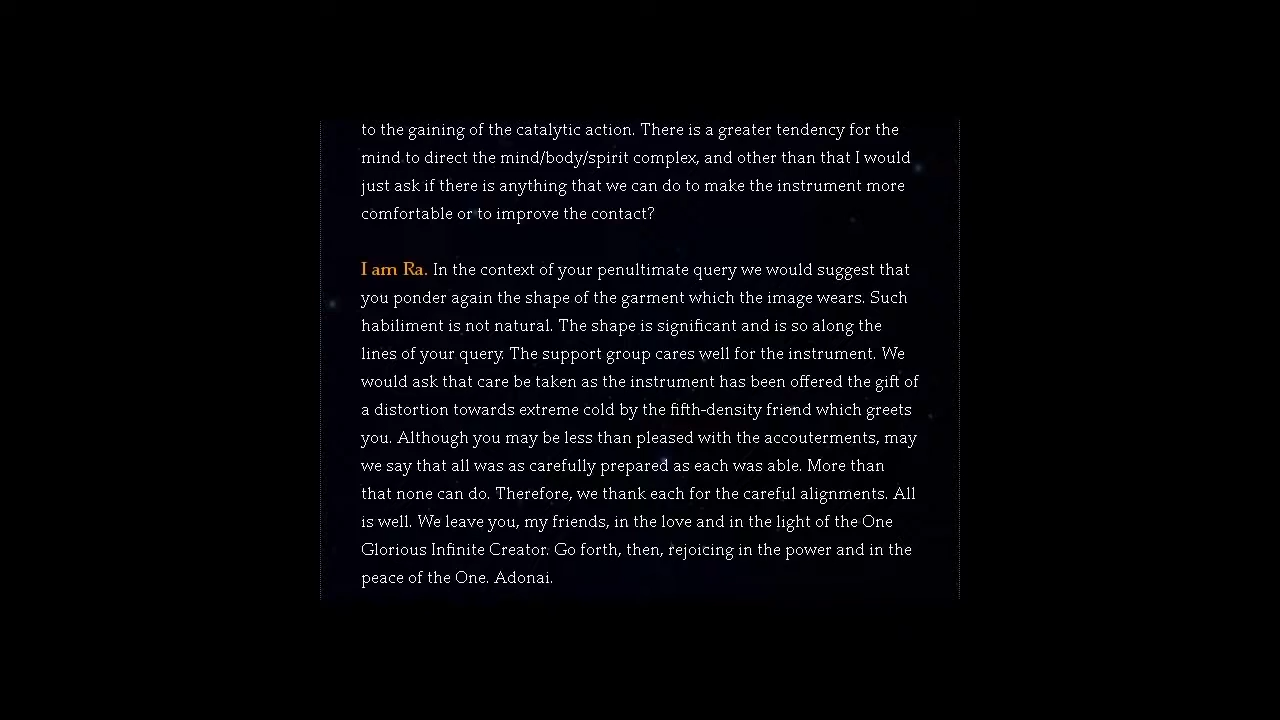 to the gaining of the catalytic action. There is a greater tendency for the
mind to direct the mind/body/spirit complex, and other than that I would
just ask if there is anything that we can do to make the instrument more
comfortable or to improve the contact?
I am Ra. In the context of your penultimate query we would suggest that
you ponder again the shape of the garment which the image wears. Such
habiliment is not natural. The shape is significant and is so along the
lines of your query. The support group cares well for the instrument. We
would ask that care be taken as the instrument has been offered the gift of
a distortion towards extreme cold by the fifth-density friend which greets
you. Although you may be less than pleased with the accouterments, may
we say that all was as carefully prepared as each was able. More than
that none can do. Therefore, we thank each for the careful alignments. All
is well. We leave you, my friends, in the love and in the light of the One
Glorious Infinite Creator. Go forth, then, rejoicing in the power and in the
peace of the One. Adonai.